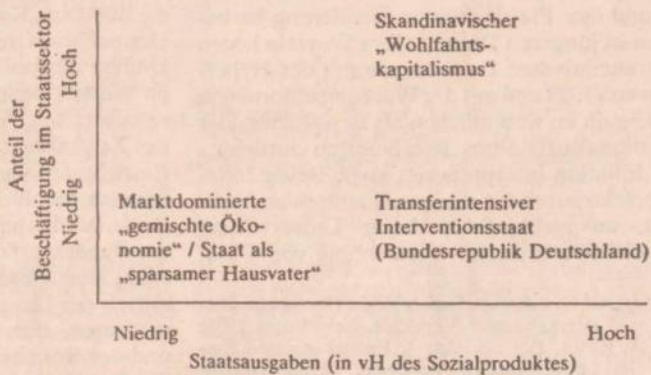 Skandinavischer
„Wohlfahrts-
kapitalismus“
Anteil der
Beschäftigung im Staatssektor
Niedrig Hoch
Marktdominierte
„gemischte Öko-
nomie“ / Staat als
„sparsamer Hausvater“
Transferintensiver
Interventionsstaat
(Bundesrepublik Deutschland)
Niedrig Hoch
Staatsausgaben (in vH des Sozialproduktes)